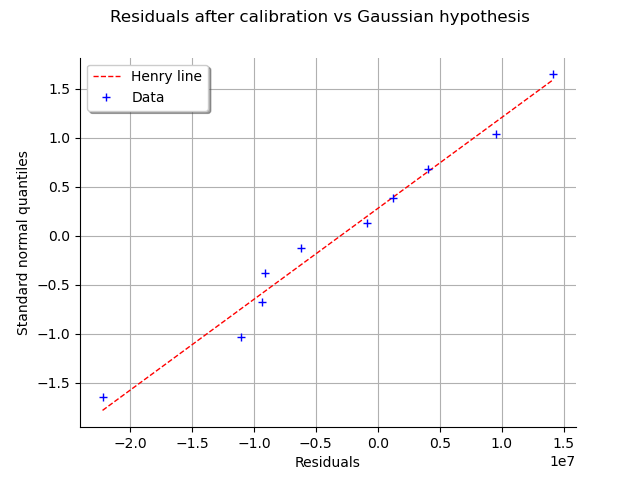 Residuals after calibration vs Gaussian hypothesis
Henry line
Data
1.5
1.0
0.5
0.0
−0.5
−1.0
−1.5
Standard normal quantiles
−2.0 −1.5 −1.0 −0.5 0.0 0.5 1.0 1.5
1e7
Residuals